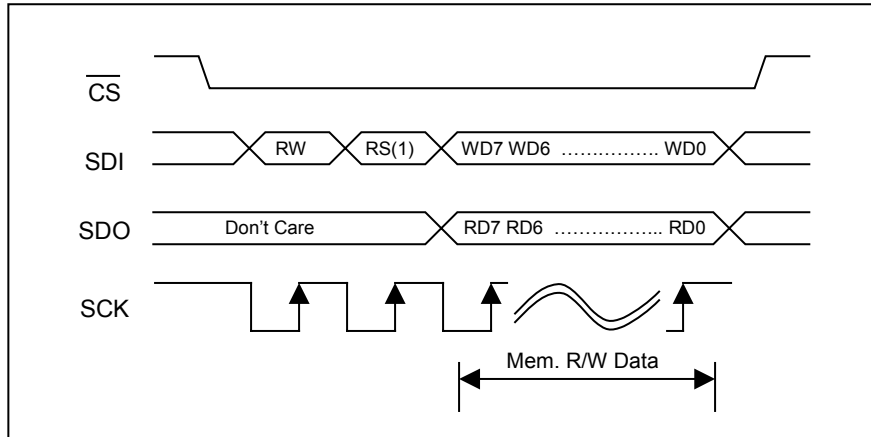 CS
SDI RW RS(1) WD7 WD6 ................ WD0
SDO Don't Care RD7 RD6 ................... RD0
SCK
Mem. R/W Data